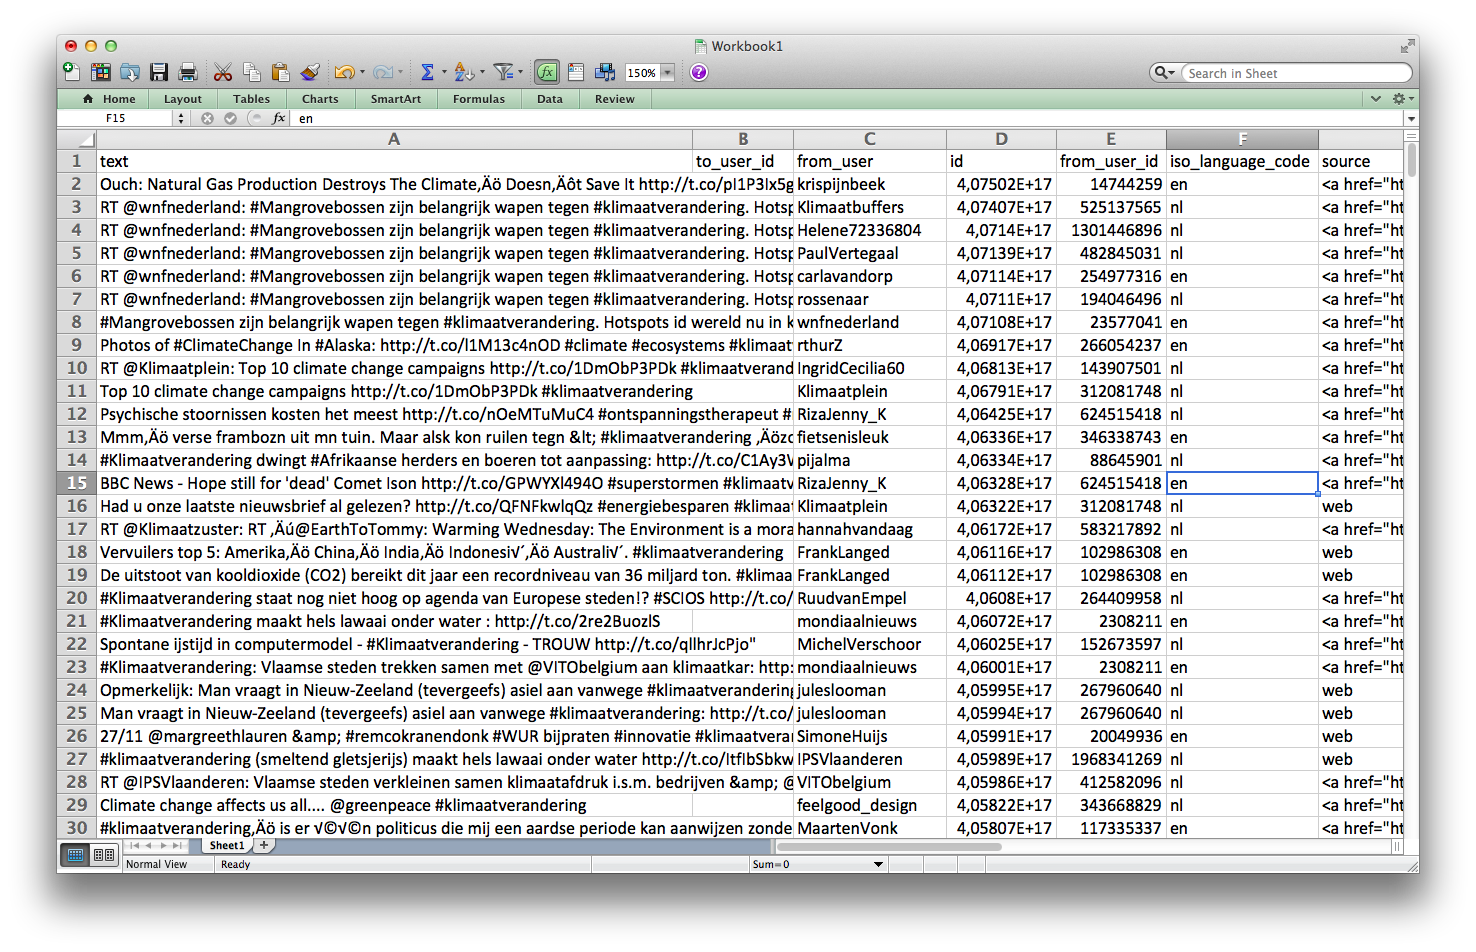 Workbook1
150%
Search in Sheet
Home Layout Tables Charts SmartArt Formulas Data Review
F15 fx en
A B C D E F
1 text to_user_id from_user id from_user_id iso_language_code source
2 Ouch: Natural Gas Production Destroys The Climate‚Äö Doesn‚Äôt Save It http://t.co/pI1P3Ix5g krispijnbeek 4,07502E+17 14744259 en <a href="ht
3 RT @wnfnederland: #Mangrovebossen zijn belangrijk wapen tegen #klimaatverandering. Hotsp Klimaatbuffers 4,07407E+17 525137565 nl <a href="ht
4 RT @wnfnederland: #Mangrovebossen zijn belangrijk wapen tegen #klimaatverandering. Hotsp Helene72336804 4,0714E+17 1301446896 nl <a href="ht
5 RT @wnfnederland: #Mangrovebossen zijn belangrijk wapen tegen #klimaatverandering. Hotsp PaulVertegaal 4,07139E+17 482845031 nl <a href="ht
6 RT @wnfnederland: #Mangrovebossen zijn belangrijk wapen tegen #klimaatverandering. Hotsp carlavandorp 4,07114E+17 254977316 en <a href="ht
7 RT @wnfnederland: #Mangrovebossen zijn belangrijk wapen tegen #klimaatverandering. Hotsp rossenaar 4,0711E+17 194046496 nl <a href="ht
8 #Mangrovebossen zijn belangrijk wapen tegen #klimaatverandering. Hotspots id wereld nu in k wnfnederland 4,07108E+17 23577041 en <a href="ht
9 Photos of #ClimateChange In #Alaska: http://t.co/l1M13c4nOD #climate #ecosystems #klimaat rthurZ 4,06917E+17 266054237 en <a href="ht
10 RT @Klimaatplein: Top 10 climate change campaigns http://t.co/1DmObP3PDk #klimaatverand IngridCecilia60 4,06813E+17 143907501 nl <a href="ht
11 Top 10 climate change campaigns http://t.co/1DmObP3PDk #klimaatverandering Klimaatplein 4,06791E+17 312081748 nl <a href="ht
12 Psychische stoornissen kosten het meest http://t.co/nOeMTuMuC4 #ontspanningstherapeut # RizaJenny_K 4,06425E+17 624515418 nl <a href="ht
13 Mmm‚Äö verse frambozn uit mn tuin. Maar alsk kon ruilen tegn &lt; #klimaatverandering ‚Äözo fietsenisleuk 4,06336E+17 346338743 en <a href="ht
14 #Klimaatverandering dwingt #Afrikaanse herders en boeren tot aanpassing: http://t.co/C1Ay3V pijalma 4,06334E+17 88645901 nl <a href="ht
15 BBC News - Hope still for 'dead' Comet Ison http://t.co/GPWYXl494O #superstormen #klimaatv RizaJenny_K 4,06328E+17 624515418 en <a href="ht
16 Had u onze laatste nieuwsbrief al gelezen? http://t.co/QFNFkwlqQz #energiebesparen #klimaa Klimaatplein 4,06322E+17 312081748 nl web
17 RT @Klimaatzuster: RT ‚Äú@EarthToTommy: Warming Wednesday: The Environment is a mora hannahvandaag 4,06172E+17 583217892 nl <a href="ht
18 Vervuilers top 5: Amerika‚Äö China‚Äö India‚Äö Indonesi√´‚Äö Australi√´. #klimaatverandering FrankLanged 4,06116E+17 102986308 en web
19 De uitstoot van kooldioxide (CO2) bereikt dit jaar een recordniveau van 36 miljard ton. #klimaa FrankLanged 4,06112E+17 102986308 en web
20 #Klimaatverandering staat nog niet hoog op agenda van Europese steden!? #SCIOS http://t.co/ RuudvanEmpel 4,0608E+17 264409958 nl <a href="ht
21 #Klimaatverandering maakt hels lawaai onder water : http://t.co/2re2BuozlS mondiaalnieuws 4,06072E+17 2308211 en <a href="ht
22 Spontane ijstijd in computermodel - #Klimaatverandering - TROUW http://t.co/qllhrJcPjo" MichelVerschoor 4,06025E+17 152673597 nl <a href="ht
23 #Klimaatverandering: Vlaamse steden trekken samen met @VITObelgium aan klimaatkar: http: mondiaalnieuws 4,06001E+17 2308211 en <a href="ht
24 Opmerkelijk: Man vraagt in Nieuw-Zeeland (tevergeefs) asiel aan vanwege #klimaatverandering juleslooman 4,05995E+17 267960640 nl web
25 Man vraagt in Nieuw-Zeeland (tevergeefs) asiel aan vanwege #klimaatverandering: http://t.co/ juleslooman 4,05994E+17 267960640 nl web
26 27/11 @margreethlauren &amp; #remcokranendonk #WUR bijpraten #innovatie #klimaatvera SimoneHuijs 4,05991E+17 20049936 en web
27 #klimaatverandering (smeltend gletsjerijs) maakt hels lawaai onder water http://t.co/ItfIbSbkw IPSVlaanderen 4,05989E+17 1968341269 nl web
28 RT @IPSVlaanderen: Vlaamse steden verkleinen samen klimaatafdruk i.s.m. bedrijven &amp; @ VITObelgium 4,05986E+17 412582096 nl <a href="ht
29 Climate change affects us all.... @greenpeace #klimaatverandering feelgood_design 4,05822E+17 343668829 nl <a href="ht
30 #klimaatverandering‚Äö is er √©√©n politicus die mij een aardse periode kan aanwijzen zonde MaartenVonk 4,05807E+17 117335337 en <a href="ht
Sheet1
Normal View Ready Sum=0